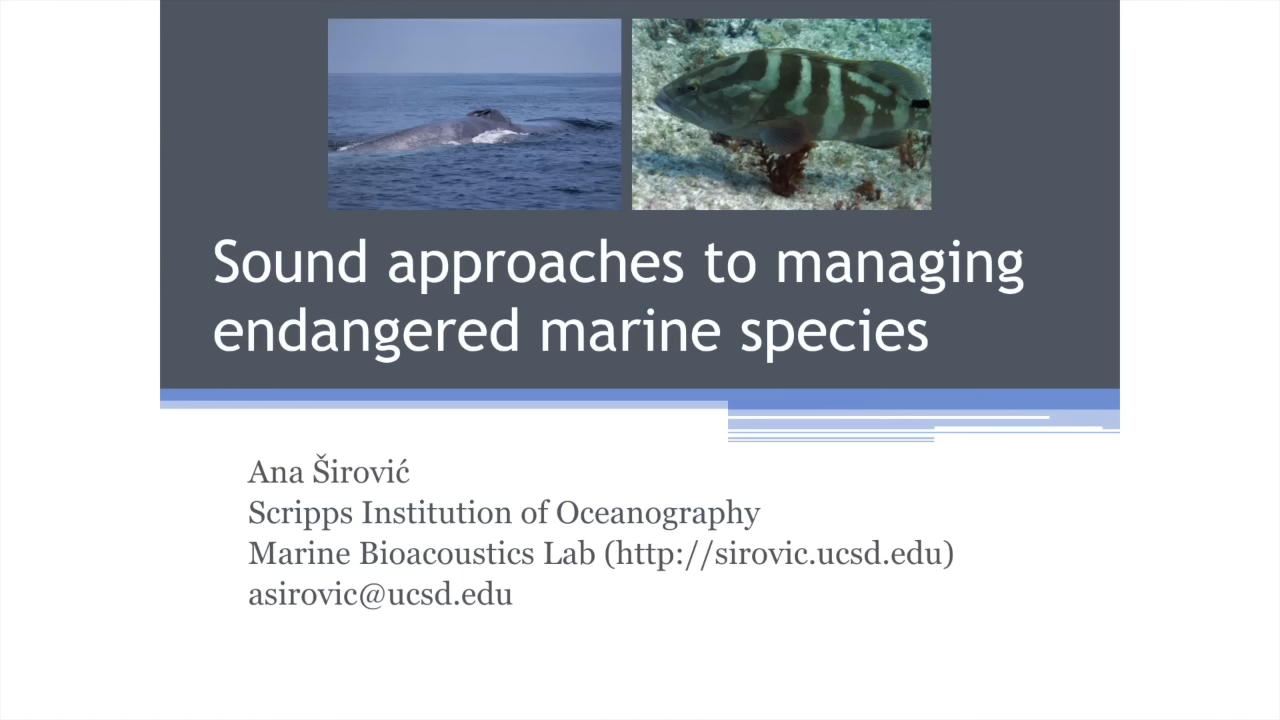 Sound approaches to managing
endangered marine species
Ana Širović
Scripps Institution of Oceanography
Marine Bioacoustics Lab (http://sirovic.ucsd.edu)
asirovic@ucsd.edu